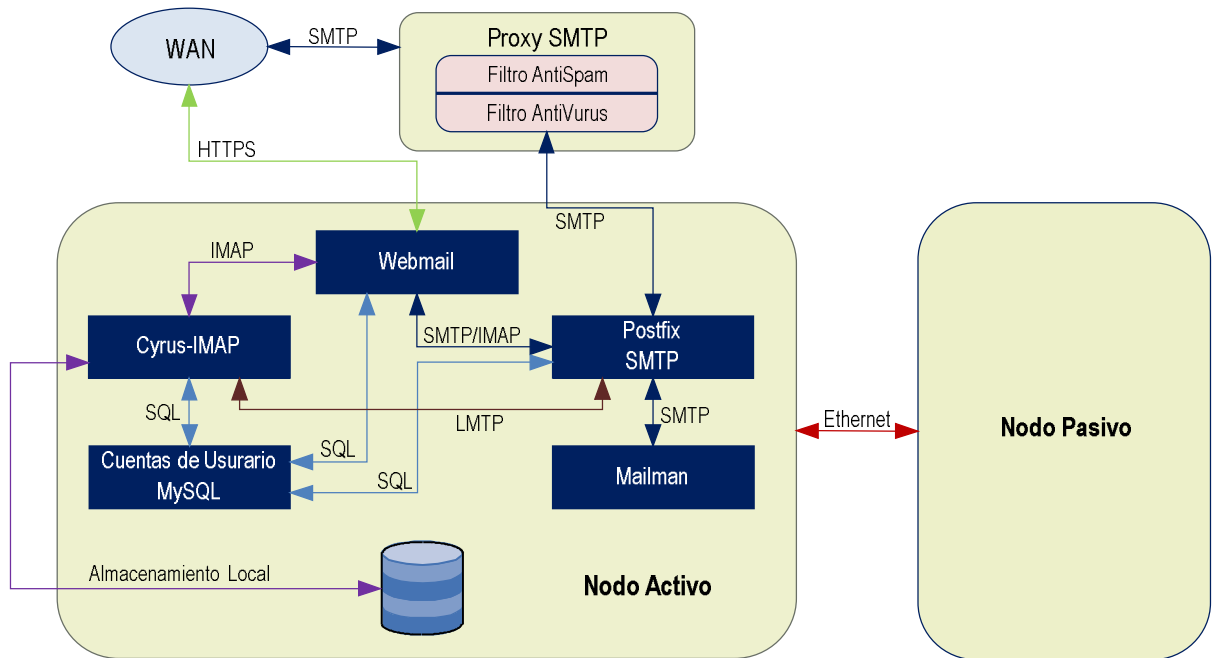 WAN
SMTP
Proxy SMTP
Filtro AntiSpam
Filtro AntiVurus
HTTPS
SMTP
IMAP
Webmail
Cyrus-IMAP
SMTP/IMAP
Postfix
SMTP
SQL
LMTP
SMTP
Ethernet
Nodo Pasivo
Cuentas de Usurario
MySQL
SQL
SQL
Mailman
Almacenamiento Local
Nodo Activo